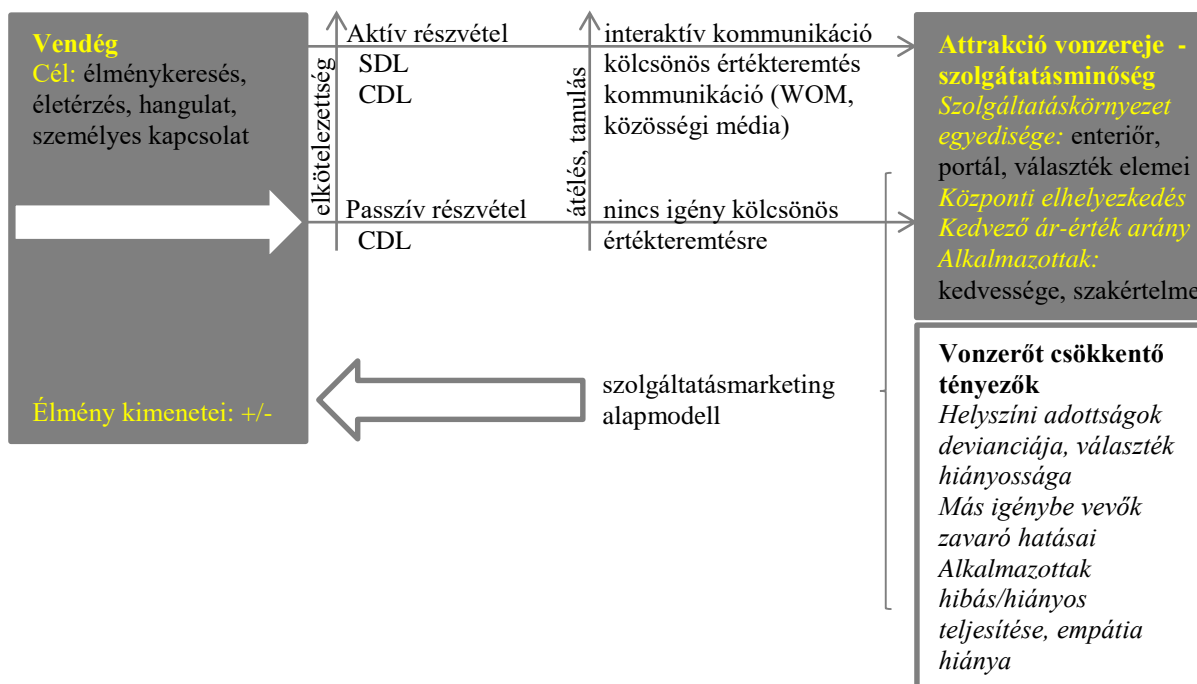 Vendég
Cél: élménykeresés,
életérzés, hangulat,
személyes kapcsolat
Élmény kimenetei: +/-
elkötelezettség
Aktív részvétel
SDL
CDL
Passzív részvétel
CDL
átélés, tanulás
interaktív kommunikáció
kölcsönös értékteremtés
kommunikáció (WOM,
közösségi média)
nincs igény kölcsönös
értékteremtésre
szolgáltatásmarketing
alapmodell
Attrakció vonzereje -
szolgátatásminőség
Szolgáltatáskörnyezet
egyedisége: enteriőr,
portál, választék elemei
Központi elhelyezkedés
Kedvező ár-érték arány
Alkalmazottak:
kedvessége, szakértelme
Vonzerőt csökkentő
tényezők
Helyszíni adottságok
devianciája, választék
hiányossága
Más igénybe vevők
zavaró hatásai
Alkalmazottak
hibás/hiányos
teljesítése, empátia
hiánya